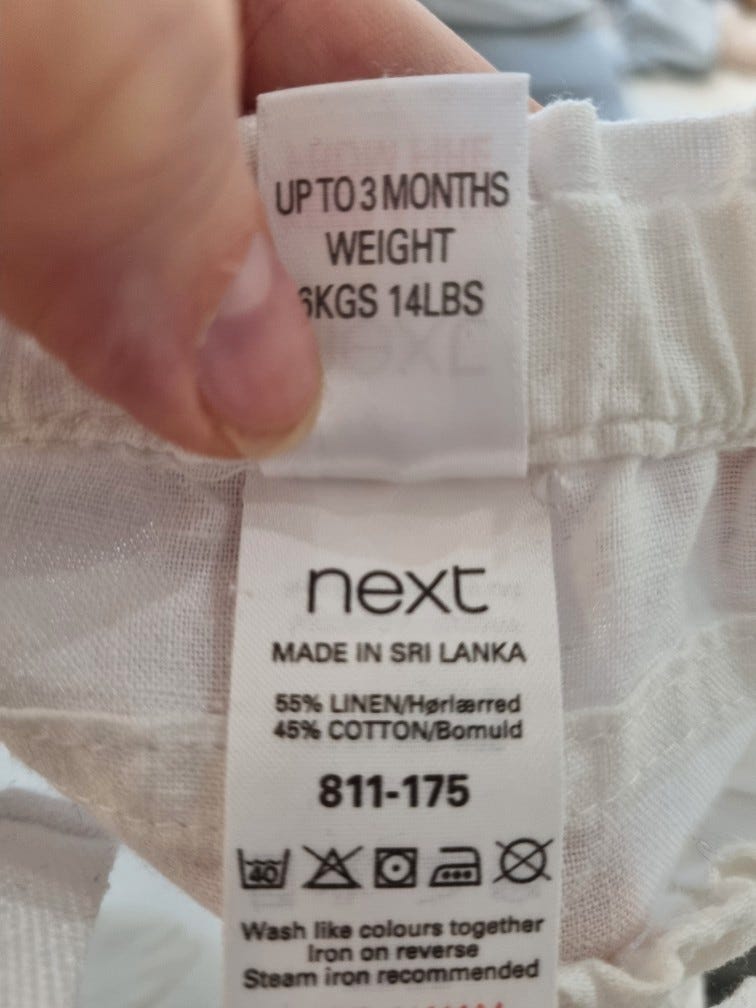 UP TO 3 MONTHS
WEIGHT
6KGS 14LBS
next
MADE IN SRI LANKA
55% LINEN/Hørlærred
45% COTTON/Bomuld
811-175
40
Wash like colours together
Iron on reverse
Steam iron recommended